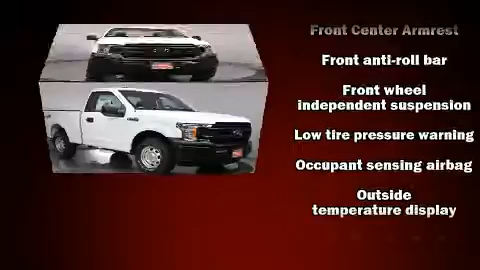 Front Center Armrest
Front anti-roll bar
Front wheel
independent suspension
Low tire pressure warning
Occupant sensing airbag
Outside
temperature display